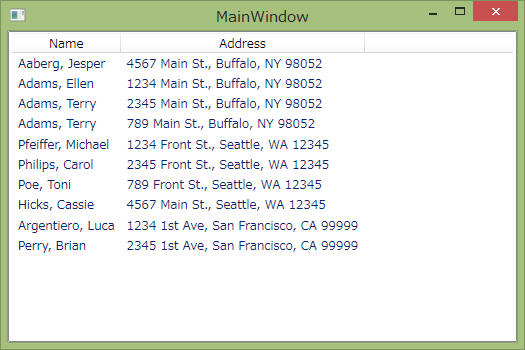 MainWindow
Name Address
Aaberg, Jesper 4567 Main St., Buffalo, NY 98052
Adams, Ellen 1234 Main St., Buffalo, NY 98052
Adams, Terry 2345 Main St., Buffalo, NY 98052
Adams, Terry 789 Main St., Buffalo, NY 98052
Pfeiffer, Michael 1234 Front St., Seattle, WA 12345
Philips, Carol 2345 Front St., Seattle, WA 12345
Poe, Toni 789 Front St., Seattle, WA 12345
Hicks, Cassie 4567 Main St., Seattle, WA 12345
Argentiero, Luca 1234 1st Ave, San Francisco, CA 99999
Perry, Brian 2345 1st Ave, San Francisco, CA 99999